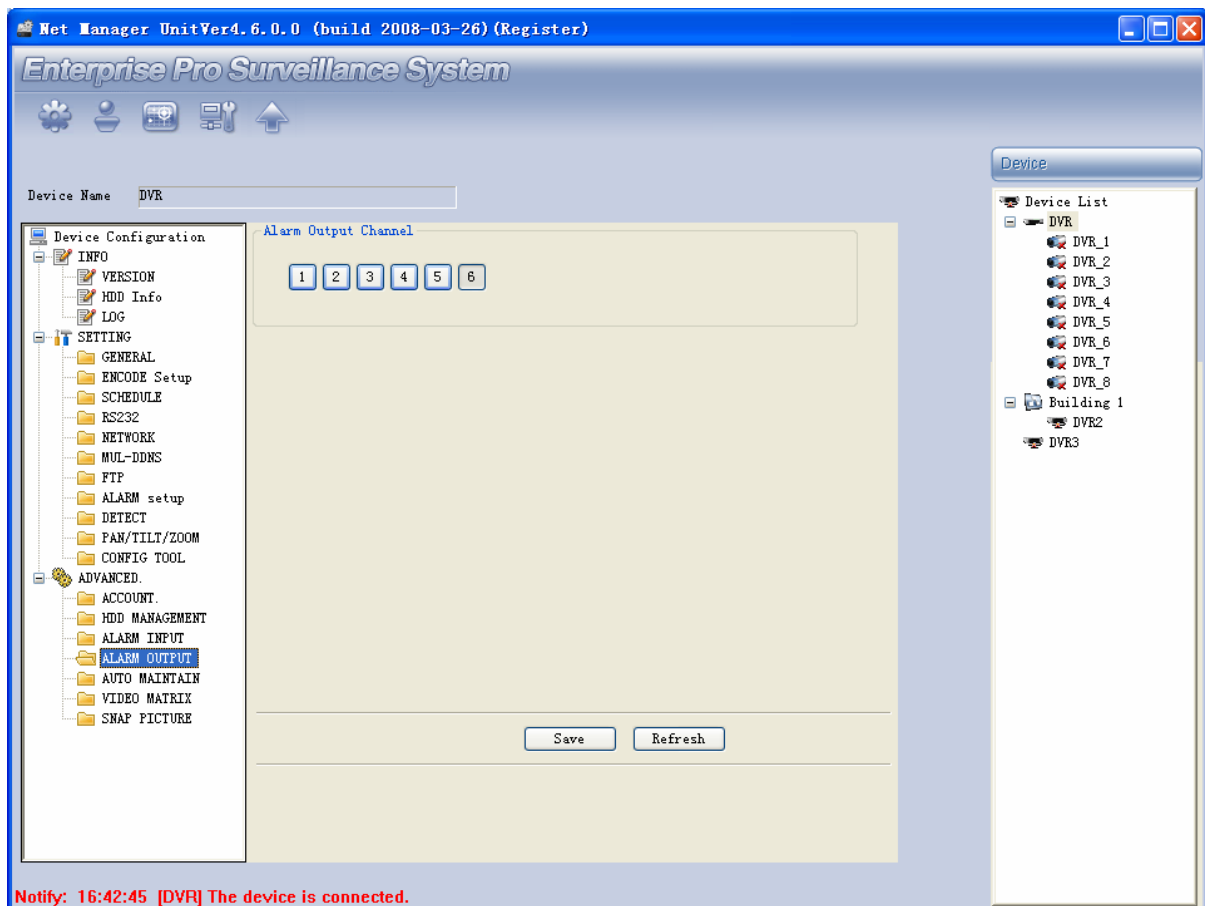 Net Manager UnitVer4.6.0.0 (build 2008-03-26)(Register)
Enterprise Pro Surveillance System
Device Name DVR
Device Configuration
INFO
VERSION
HDD Info
LOG
SETTING
GENERAL
ENCODE Setup
SCHEDULE
RS232
NETWORK
MUL-DDNS
FTP
ALARM setup
DETECT
PAN/TILT/ZOOM
CONFIG TOOL
ADVANCED.
ACCOUNT.
HDD MANAGEMENT
ALARM INPUT
ALARM OUTPUT
AUTO MAINTAIN
VIDEO MATRIX
SNAP PICTURE
Alarm Output Channel
1 2 3 4 5 6
Save Refresh
Device
Device List
DVR
DVR_1
DVR_2
DVR_3
DVR_4
DVR_5
DVR_6
DVR_7
DVR_8
Building 1
DVR2
DVR3
Notify: 16:42:45 [DVR] The device is connected.